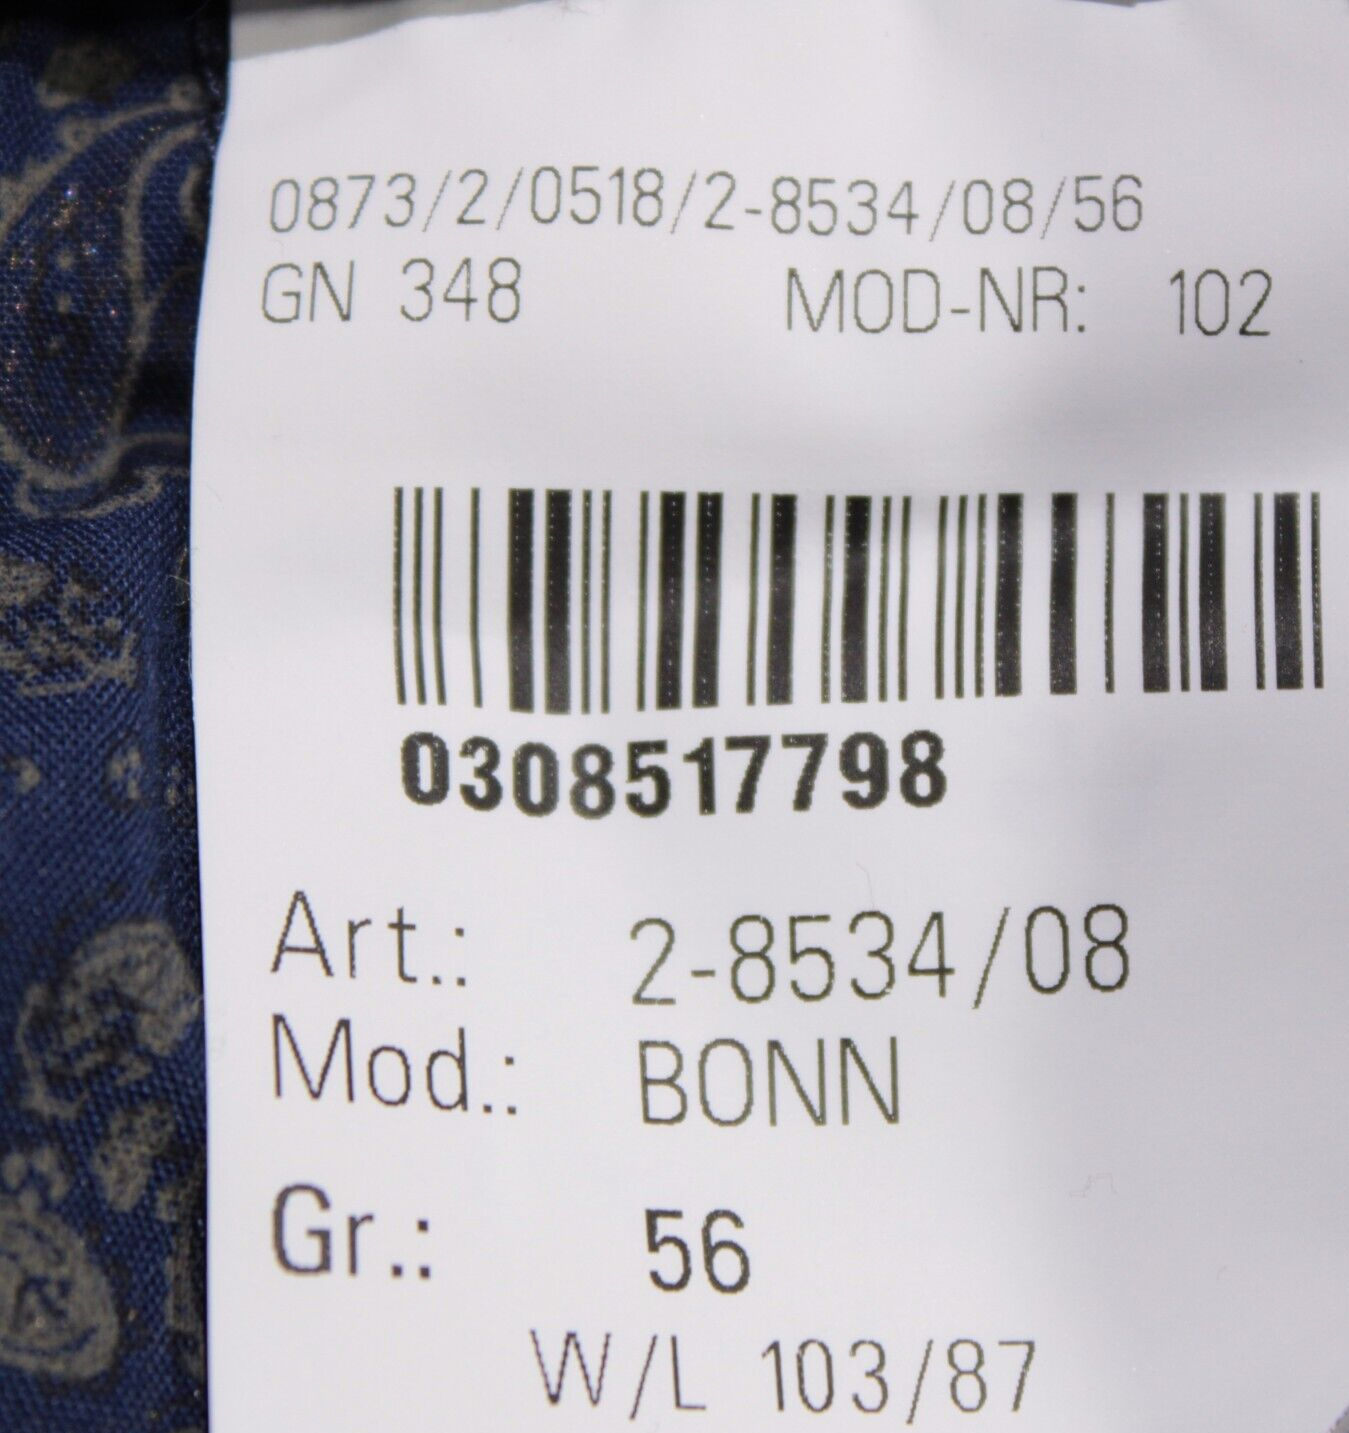 0873/2/0518/2-8534/08/56
GN 348 MOD-NR: 102
0308517798
Art.: 2-8534/08
Mod.: BONN
Gr.: 56
W/L 103/87